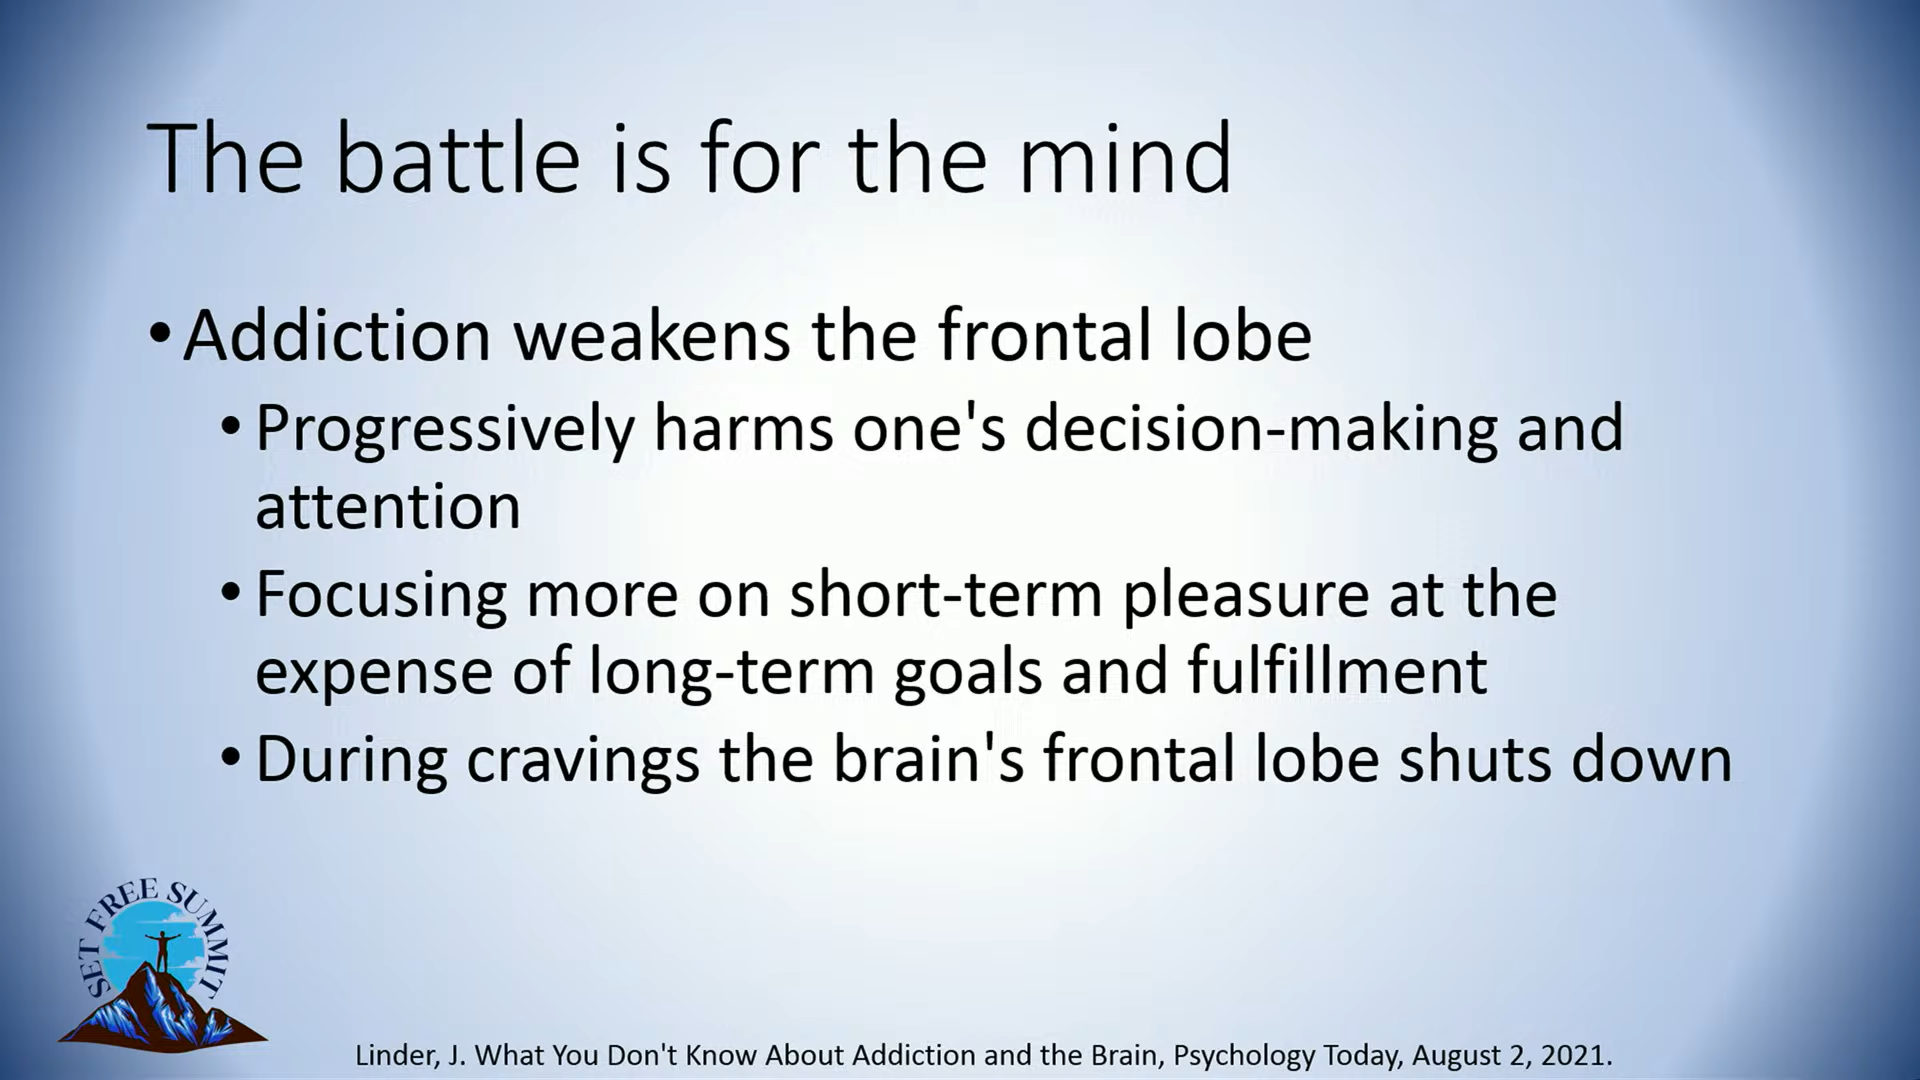 The battle is for the mind
•Addiction weakens the frontal lobe
•Progressively harms one's decision-making and
attention
•Focusing more on short-term pleasure at the
expense of long-term goals and fulfillment
•During cravings the brain's frontal lobe shuts down
SET FREE SUMMIT
Linder, J. What You Don't Know About Addiction and the Brain, Psychology Today, August 2, 2021.